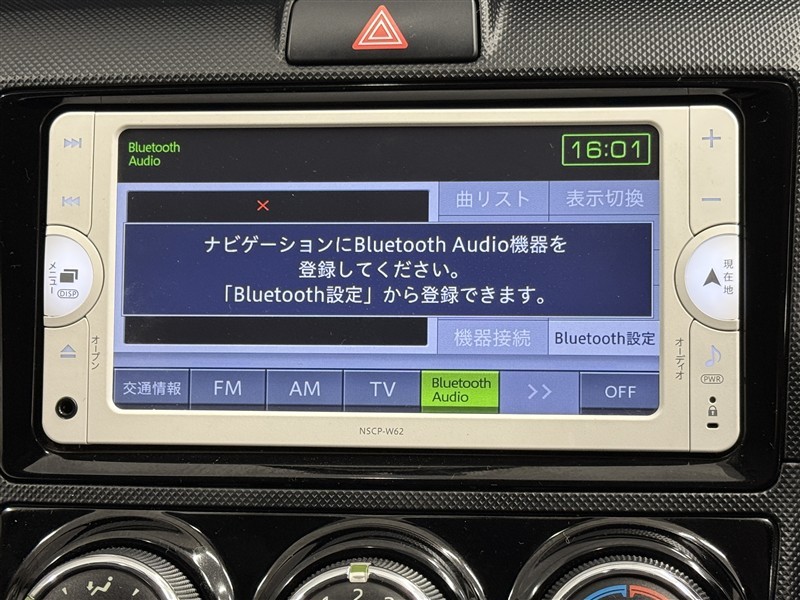 Bluetooth
Audio
16:01
曲リスト
表示切換
ナビゲーションにBluetooth Audio機器を
登録してください。
「Bluetooth設定」から登録できます。
機器接続
Bluetooth設定
交通情報
FM
AM
TV
Bluetooth
Audio
>>
OFF
メニュー
DISP
オープン
現在地
オーディオ
PWR
NSCP-W62
1 2 3